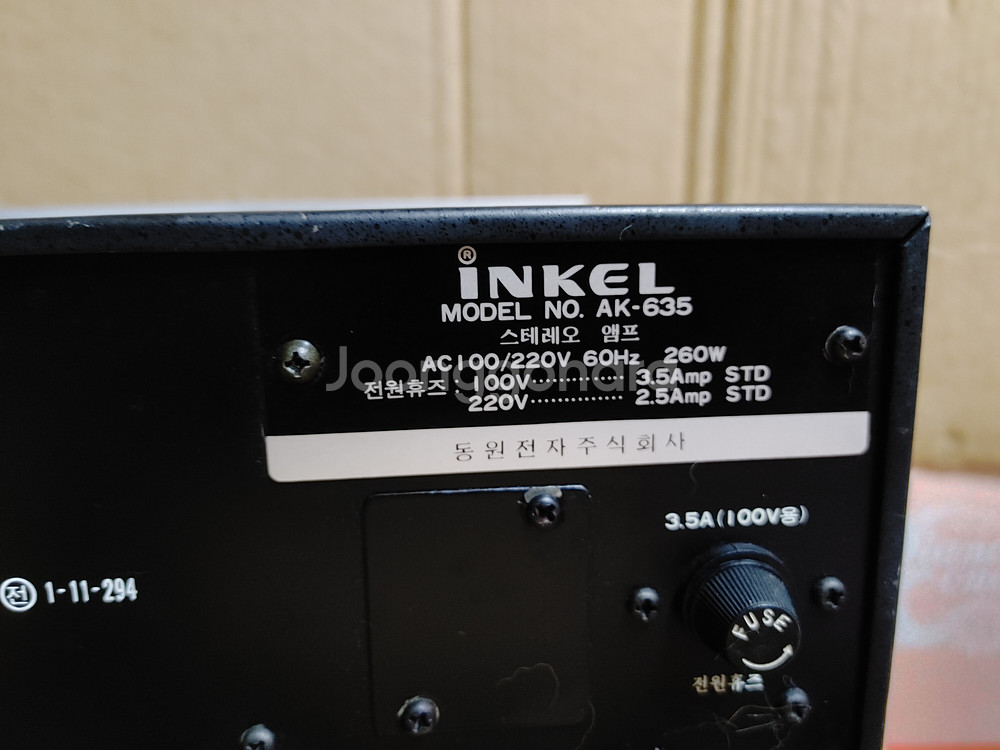 ®
iNKEL
MODEL NO. AK-635
스테레오 앰프
AC100/220V 60Hz 260W
전원휴즈 : 100V············ 3.5Amp STD
220V············ 2.5Amp STD
Joonggonara
동원전자주식회사
3.5A(100V용)
전 1-11-294
FUSE
전원휴즈